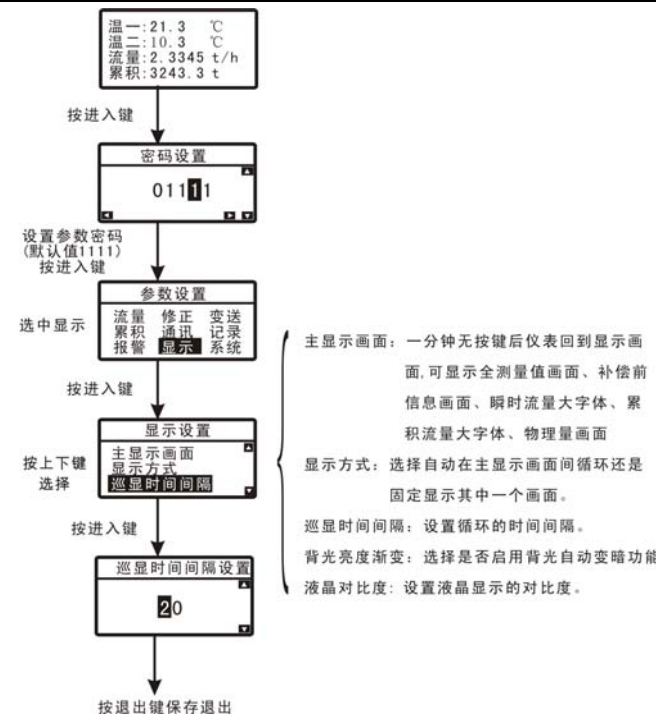 温一:21.3 ℃
温二:10.3 ℃
流量:2.3345 t/h
累积:3243.3 t
按进入键
密码设置
01111
设置参数密码
(默认值1111)
按进入键
参数设置
流量 修正 变送
累积 通讯 记录
报警 显示 系统
选中显示
按进入键
显示设置
主显示画面
显示方式
巡显时间间隔
按上下键
选择
按进入键
巡显时间间隔设置
20
按退出键保存退出
主显示画面：一分钟无按键后仪表回到显示画
面,可显示全测量值画面、补偿前
信息画面、瞬时流量大字体、累
积流量大字体、物理量画面
显示方式：选择自动在主显示画面间循环还是
固定显示其中一个画面。
巡显时间间隔：设置循环的时间间隔。
背光亮度渐变：选择是否启用背光自动变暗功能
液晶对比度：设置液晶显示的对比度。